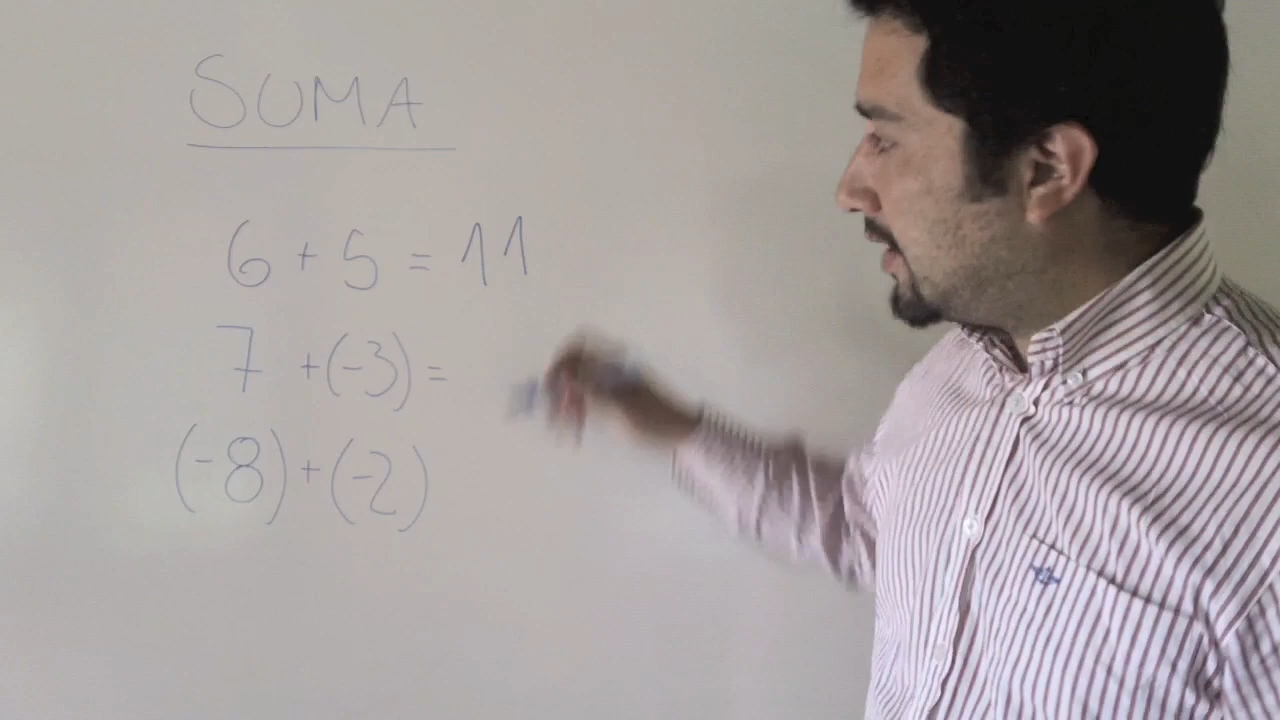 SUMA
6 + 5 = 11
7 + (-3) =
(-8) + (-2)